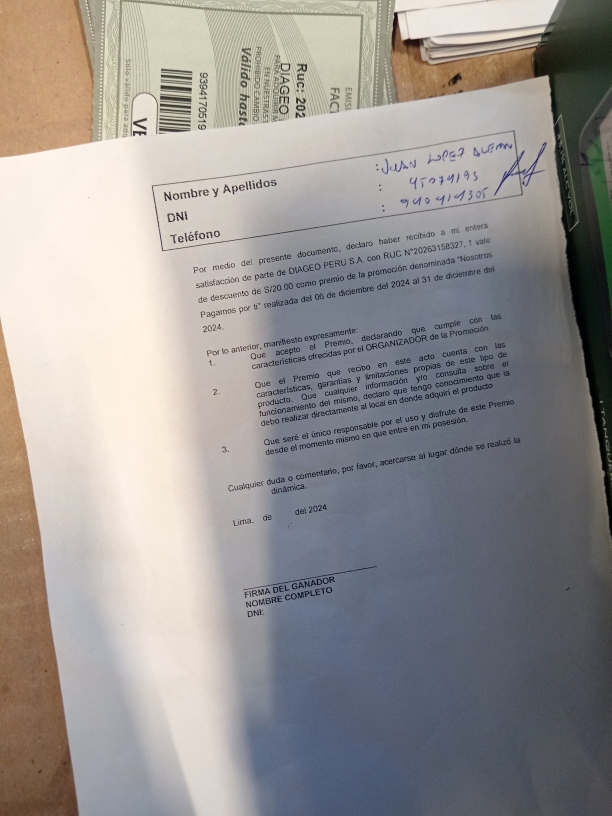 9394170519
Solo válido para
Válido hasta
PROHIBIDO
EN NUESTRAS
DIAGEO
Ruc: 202
Nombre y Apellidos : JUAN LOPEZ
DNI :
Teléfono :
Por medio del presente documento, declaro haber recibido a mi entera
satisfacción de parte de DIAGEO PERU S.A. con RUC N°20263158327, 1 vale
de descuento de S/20.00 como premio de la promoción denominada "Nosotros
Pagamos por ti" realizada del 06 de diciembre del 2024 al 31 de diciembre del
2024.
Por lo anterior, manifiesto expresamente:
1. Que acepto el Premio, declarando que cumple con las
características ofrecidas por el ORGANIZADOR de la Promoción
2. Que el Premio que recibo en este acto cuenta con las
características, garantías y limitaciones propias de este tipo de
producto. Que cualquier información y/o consulta sobre el
funcionamiento del mismo, declaro que tengo conocimiento que la
debo realizar directamente al local en donde adquirí el producto
3. Que seré el único responsable por el uso y disfrute de este Premio
desde el momento mismo en que entre en mi posesión.
Cualquier duda o comentario, por favor, acercarse al lugar dónde se realizó la
dinámica.
Lima, de del 2024
FIRMA DEL GANADOR
NOMBRE COMPLETO
DNI: